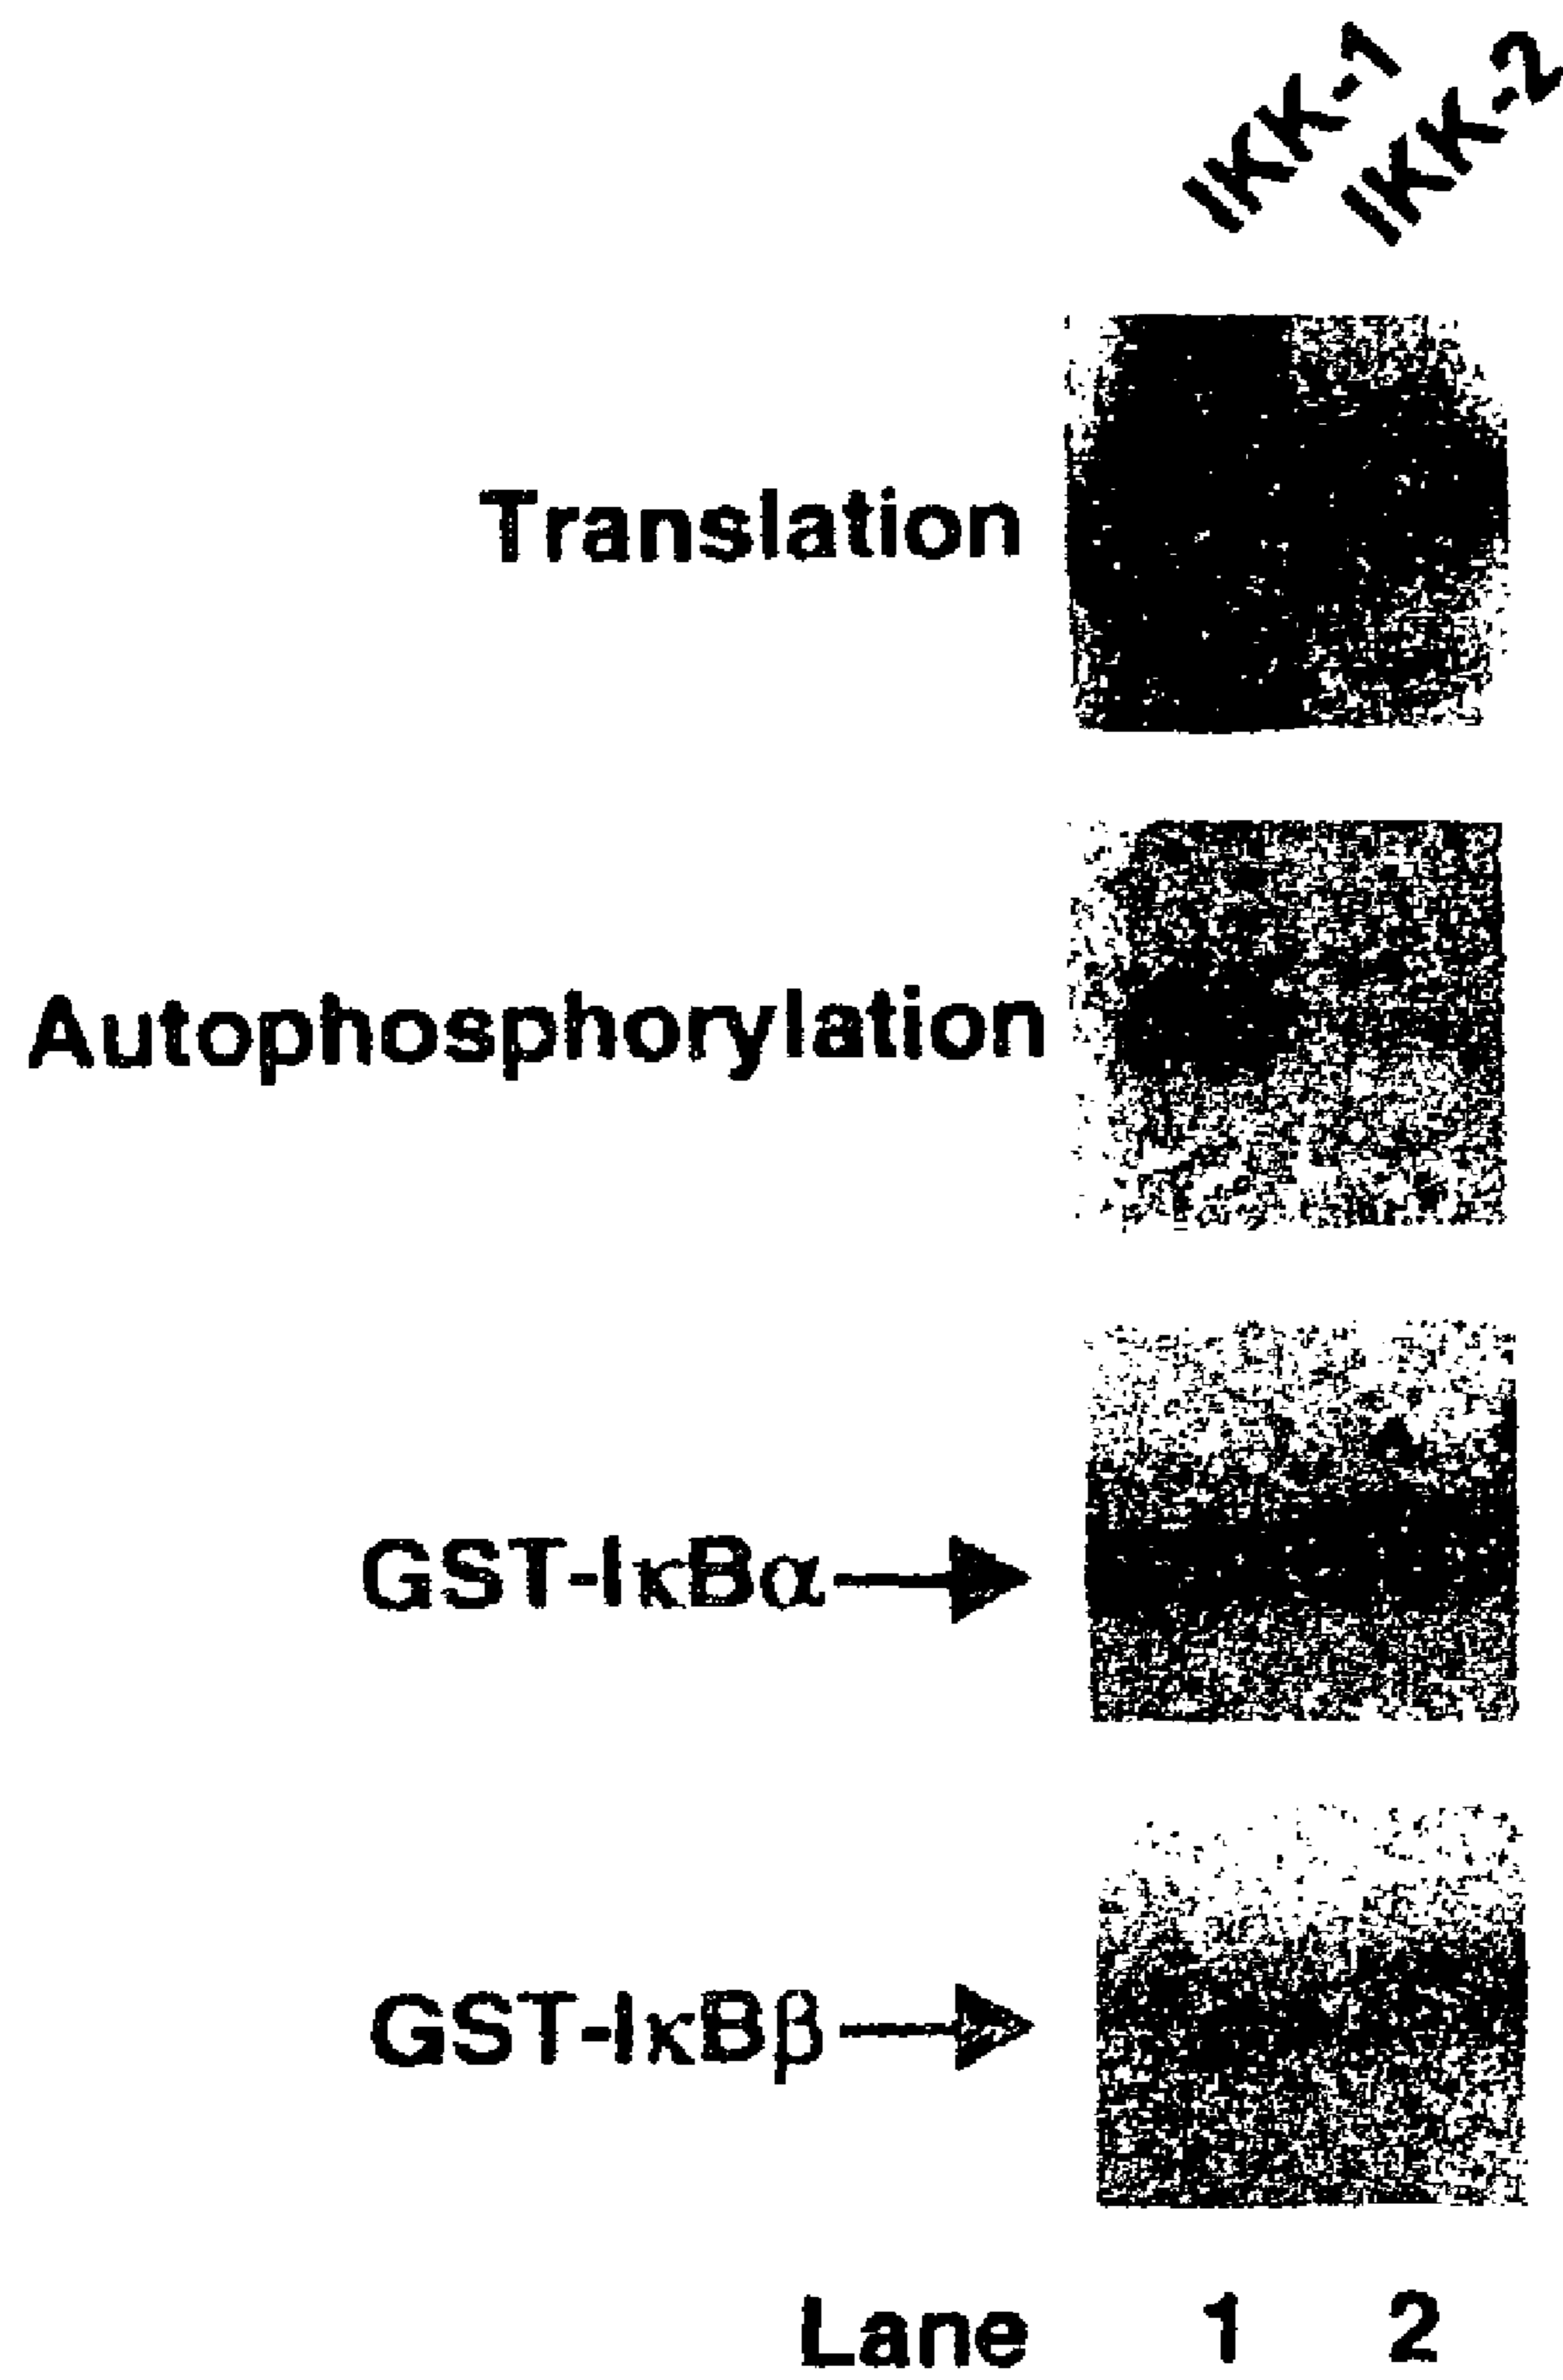 IKK-1
IKK-2
Translation
Autophosphorylation
GST-IκBα
GST-IκBβ
Lane 1 2